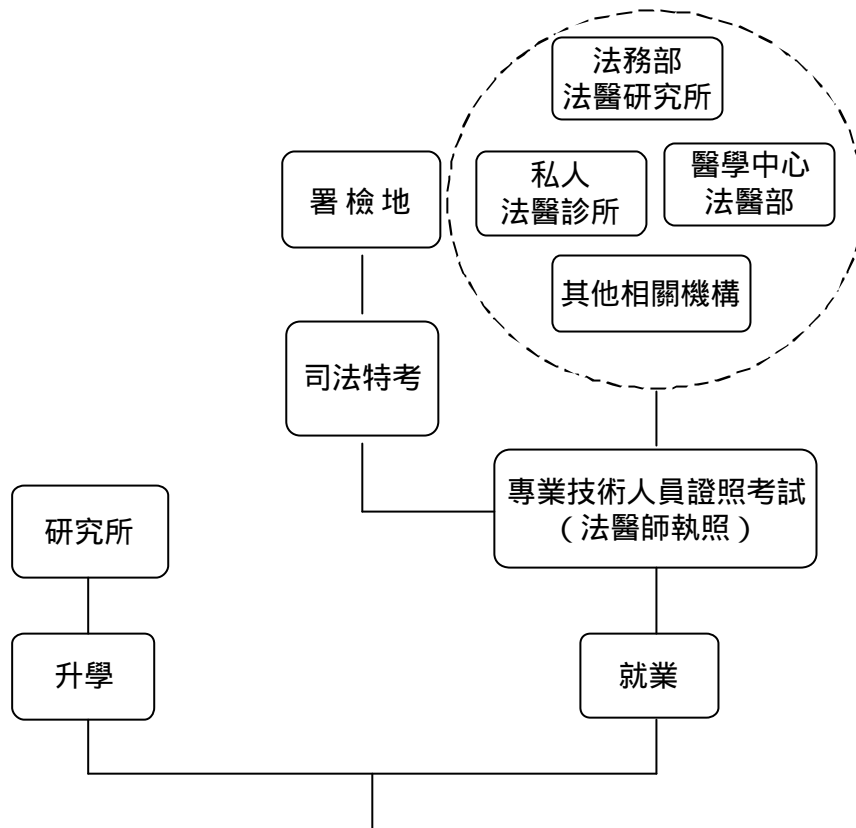 法務部
法醫研究所
署檢地
私人
法醫診所
醫學中心
法醫部
其他相關機構
司法特考
專業技術人員證照考試
(法醫師執照)
研究所
升學
就業